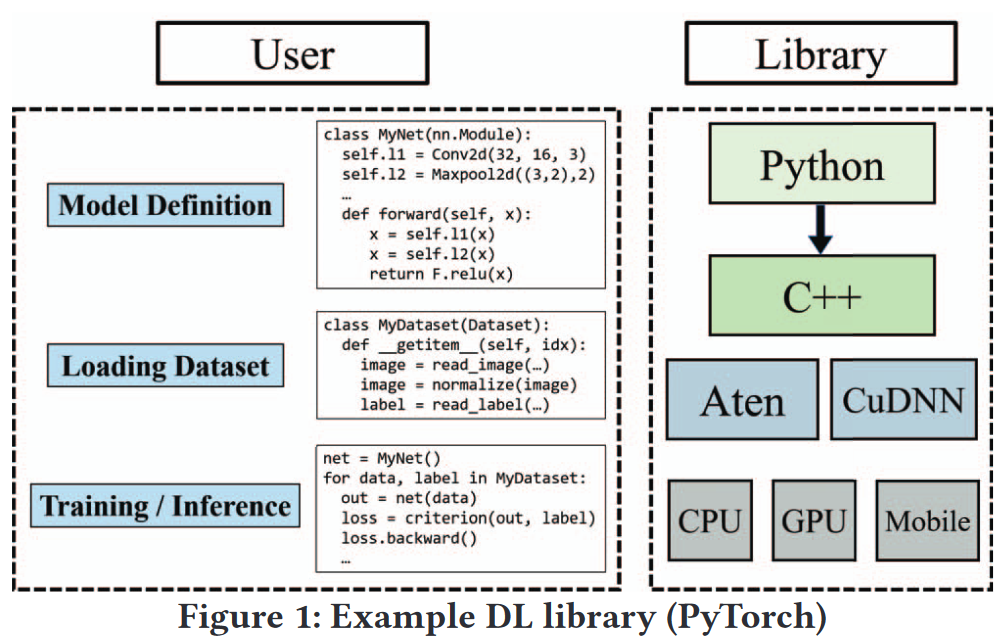 User
Library
Model Definition
class MyNet(nn.Module):
  self.l1 = Conv2d(32, 16, 3)
  self.l2 = Maxpool2d((3,2),2)
  …
  def forward(self, x):
    x = self.l1(x)
    x = self.l2(x)
    return F.relu(x)
Loading Dataset
class MyDataset(Dataset):
  def __getitem__(self, idx):
    image = read_image(…)
    image = normalize(image)
    label = read_label(…)
Training / Inference
net = MyNet()
for data, label in MyDataset:
  out = net(data)
  loss = criterion(out, label)
  loss.backward()
  …
Python
C++
Aten
CuDNN
CPU
GPU
Mobile
Figure 1: Example DL library (PyTorch)